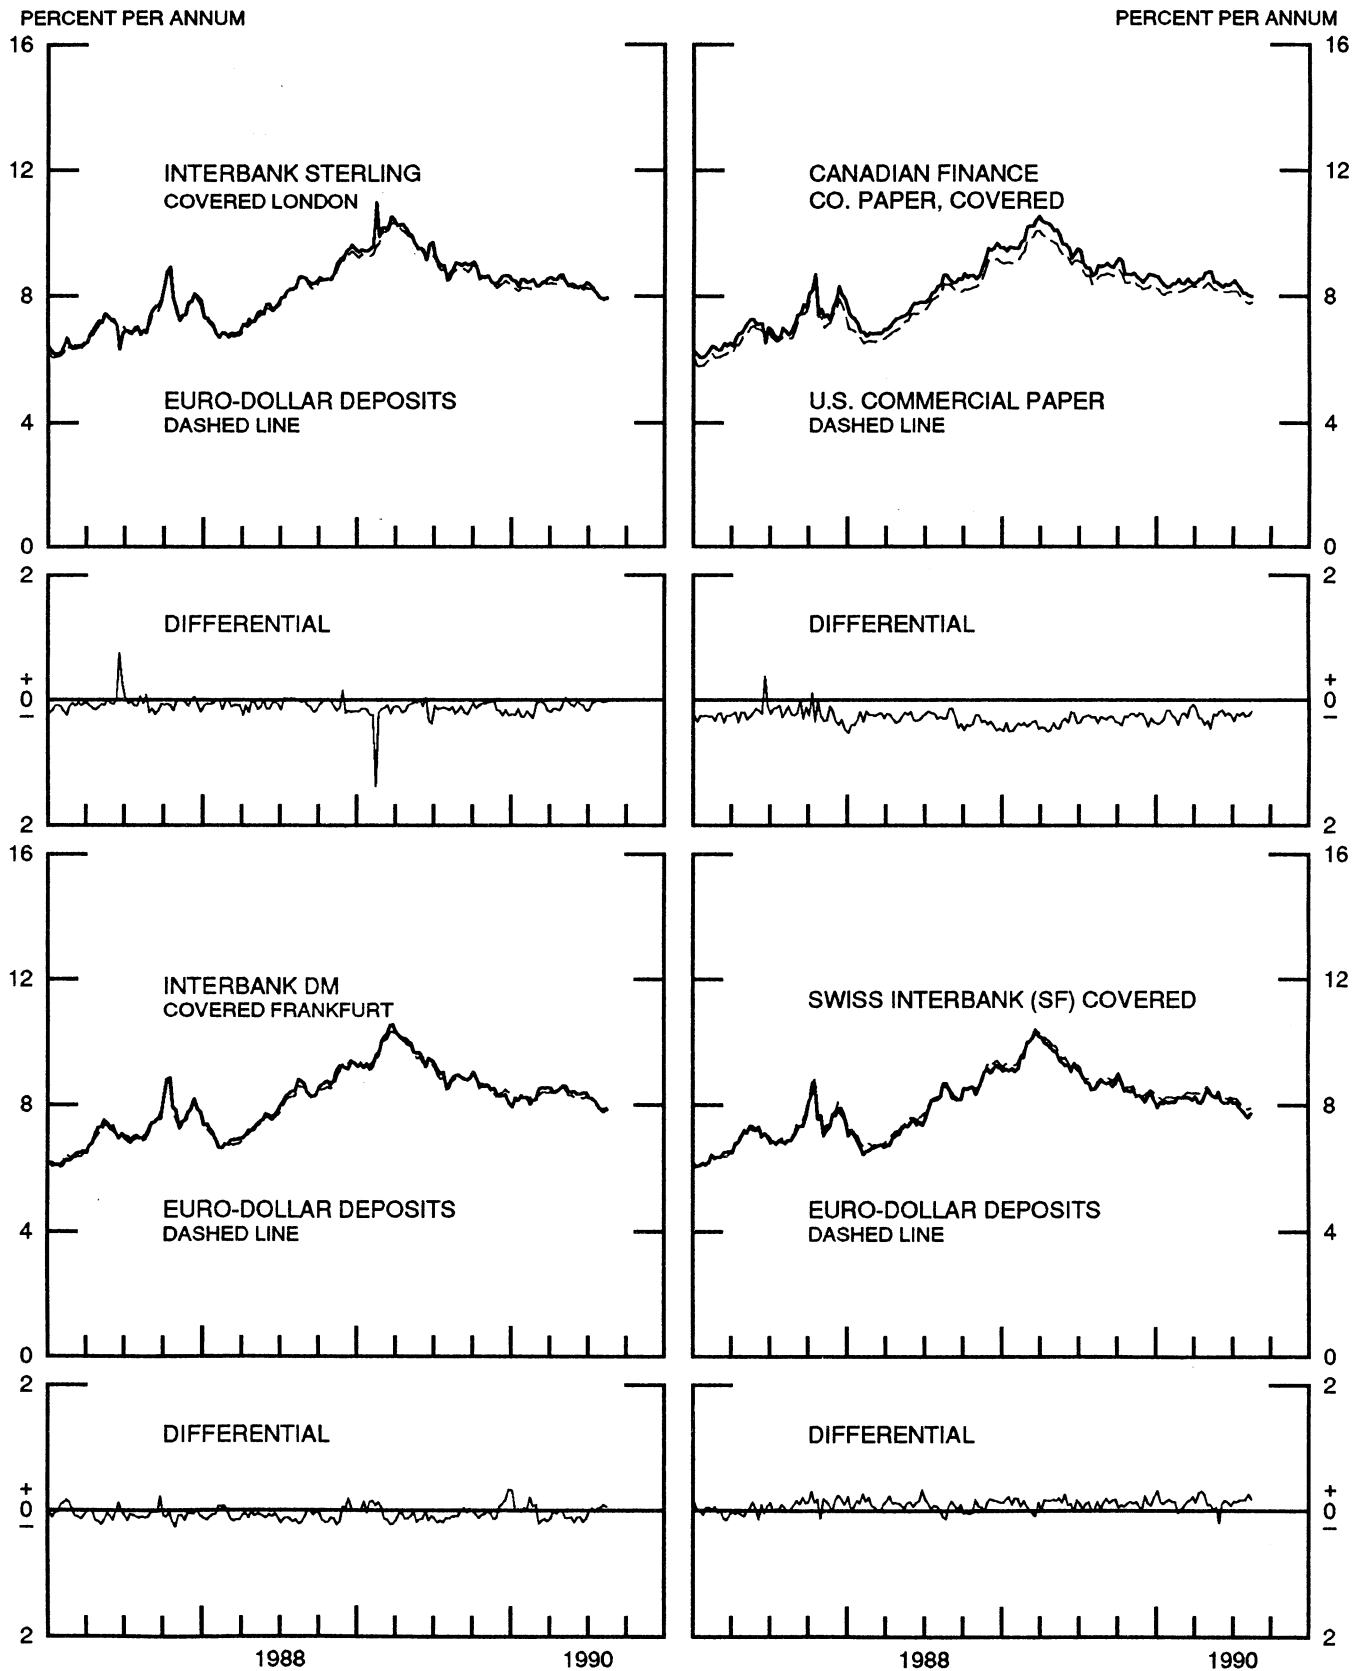 PERCENT PER ANNUM
PERCENT PER ANNUM
16
12
8
4
0
INTERBANK STERLING
COVERED LONDON
EURO-DOLLAR DEPOSITS
DASHED LINE
CANADIAN FINANCE
CO. PAPER, COVERED
U.S. COMMERCIAL PAPER
DASHED LINE
16
12
8
4
0
2
+
0
−
2
DIFFERENTIAL
DIFFERENTIAL
2
+
0
−
2
16
12
8
4
0
INTERBANK DM
COVERED FRANKFURT
EURO-DOLLAR DEPOSITS
DASHED LINE
SWISS INTERBANK (SF) COVERED
EURO-DOLLAR DEPOSITS
DASHED LINE
16
12
8
4
0
2
+
0
−
2
DIFFERENTIAL
DIFFERENTIAL
2
+
0
−
2
1988
1990
1988
1990